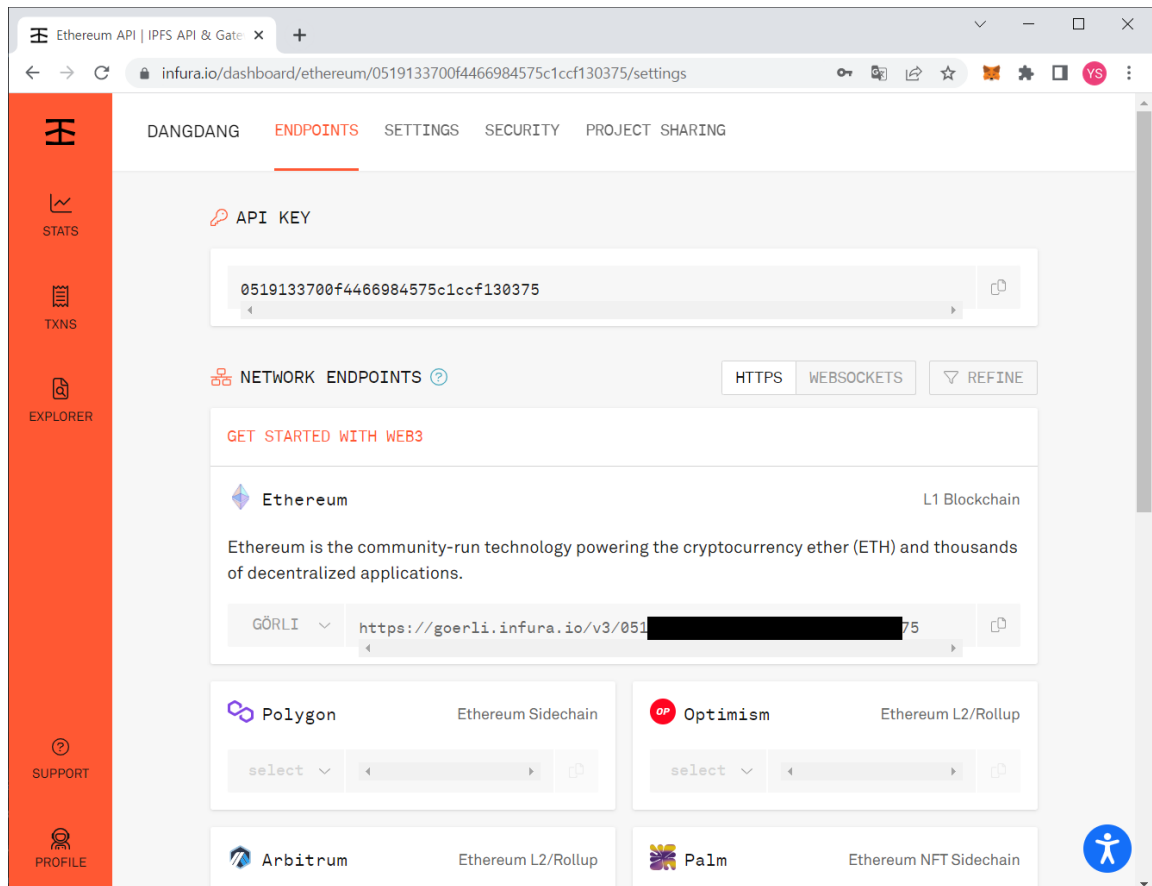 Ethereum API | IPFS API & Gate
infura.io/dashboard/ethereum/0519133700f4466984575c1ccf130375/settings
YS
DANGDANG
ENDPOINTS
SETTINGS
SECURITY
PROJECT SHARING
STATS
TXNS
EXPLORER
SUPPORT
PROFILE
API KEY
0519133700f4466984575c1ccf130375
NETWORK ENDPOINTS ?
HTTPS
WEBSOCKETS
REFINE
GET STARTED WITH WEB3
Ethereum
L1 Blockchain
Ethereum is the community-run technology powering the cryptocurrency ether (ETH) and thousands
of decentralized applications.
GÖRLI
https://goerli.infura.io/v3/051
75
Polygon
Ethereum Sidechain
select
OP Optimism
Ethereum L2/Rollup
select
Arbitrum
Ethereum L2/Rollup
Palm
Ethereum NFT Sidechain